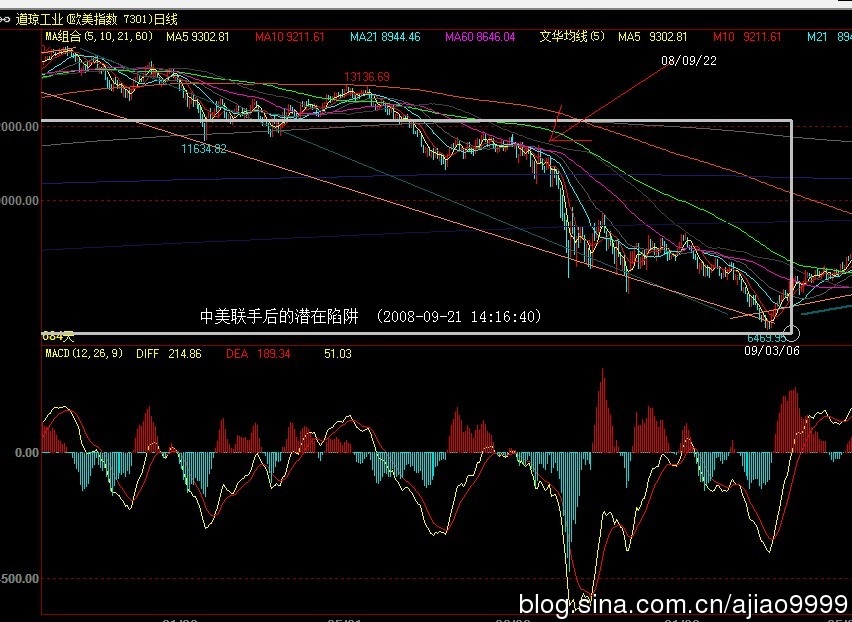 道琼工业(欧美指数 7301)日线
MA组合(5,10,21,60) MA5 9302.81 MA10 9211.61 MA21 8944.46 MA60 8646.04 文华均线(5) MA5 9302.81 M10 9211.61 M21 894
08/09/22
13136.69
2000.00
11634.82
0000.00
中美联手后的潜在陷阱 (2008-09-21 14:16:40)
684天
6469.95
09/03/06
MACD(12,26,9) DIFF 214.86 DEA 189.34 51.03
0.00
500.00
blog.sina.com.cn/ajiao9999